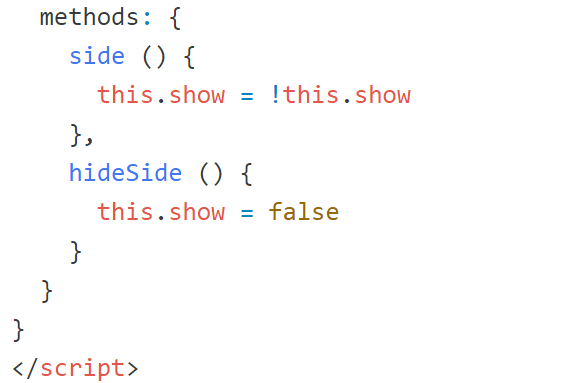 methods: {
side () {
this.show = !this.show
},
hideSide () {
this.show = false
}
}
}
</script>